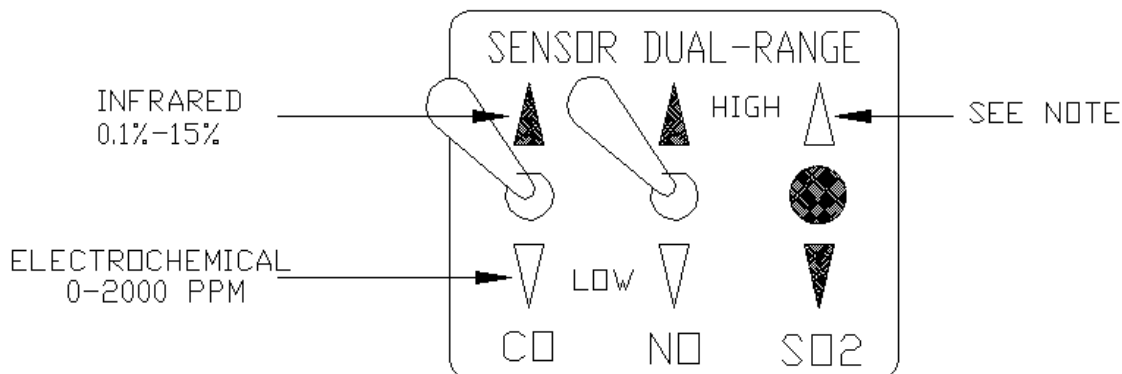 SENSOR DUAL-RANGE
INFRARED
0.1%-15%
HIGH
SEE NOTE
ELECTROCHEMICAL
0-2000 PPM
LOW
CO
NO
SO2